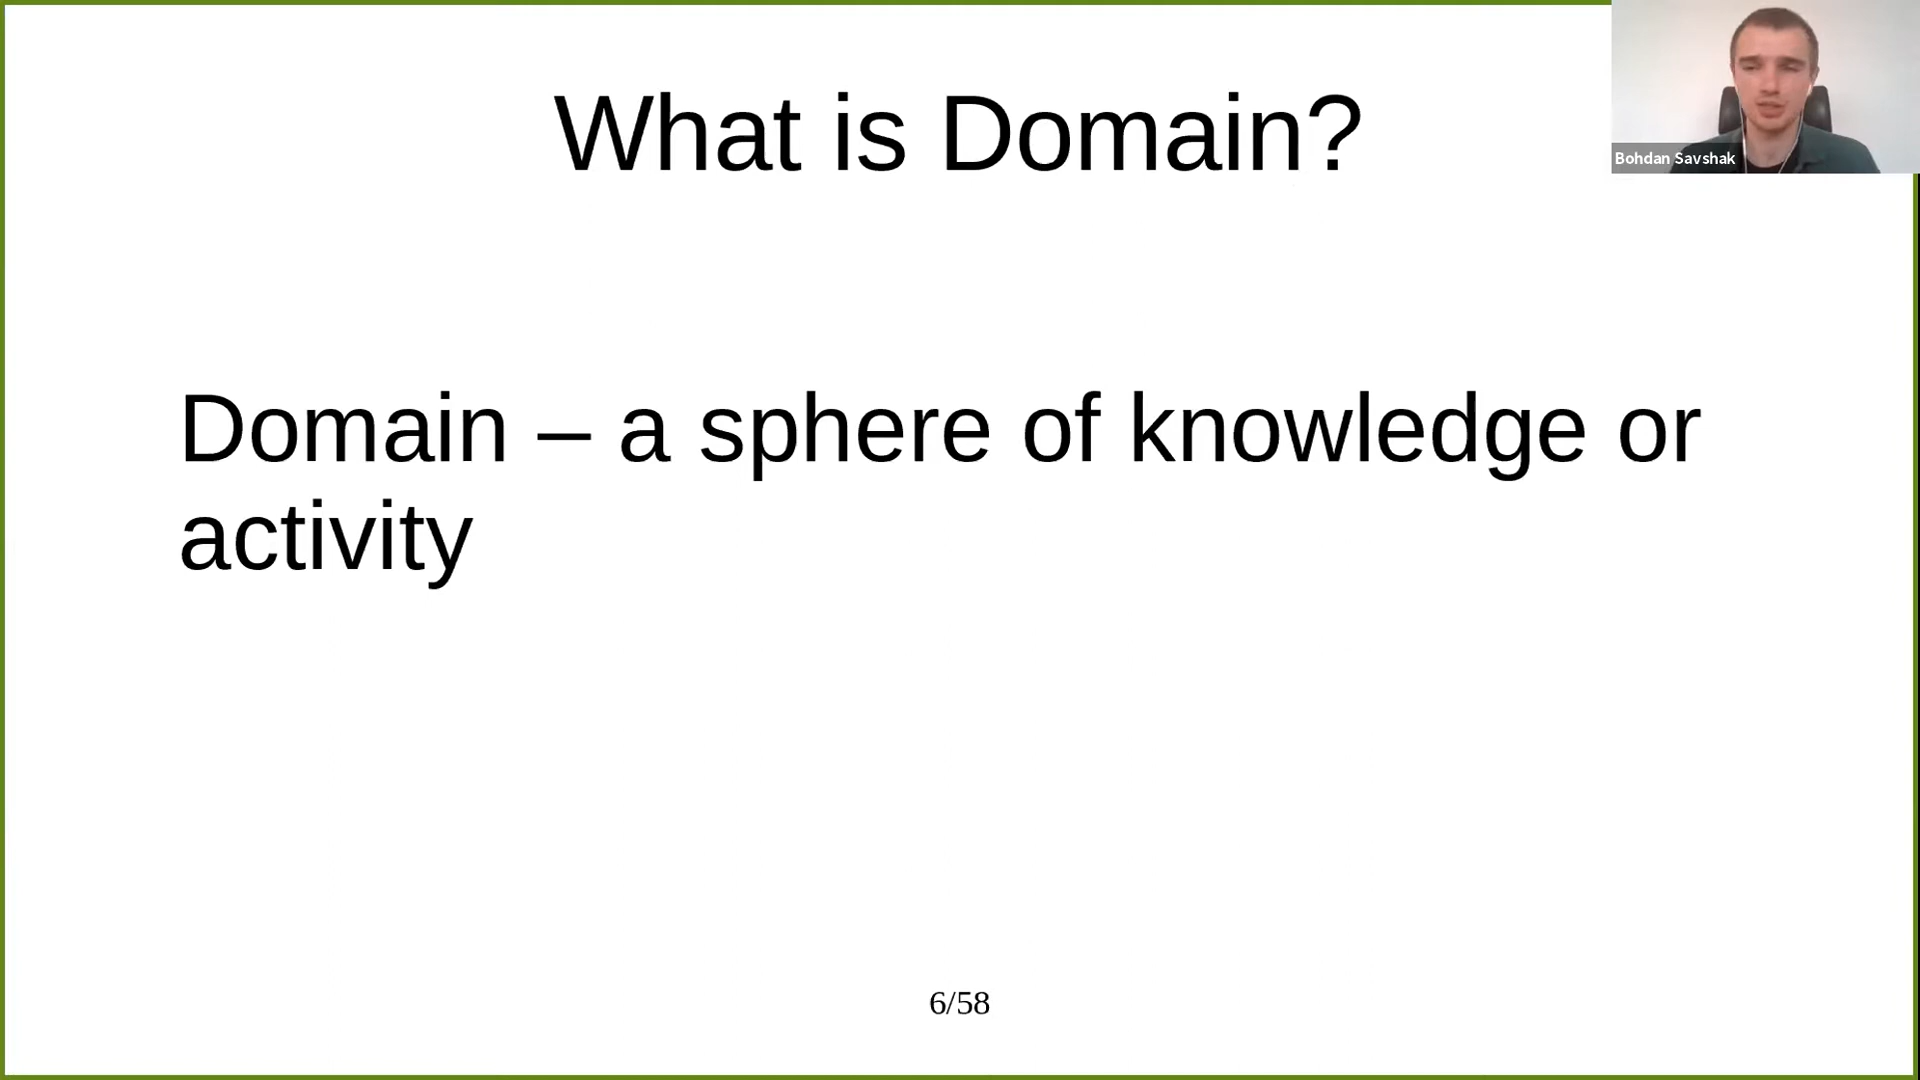 What is Domain?
Bohdan Savshak
Domain – a sphere of knowledge or
activity
6/58